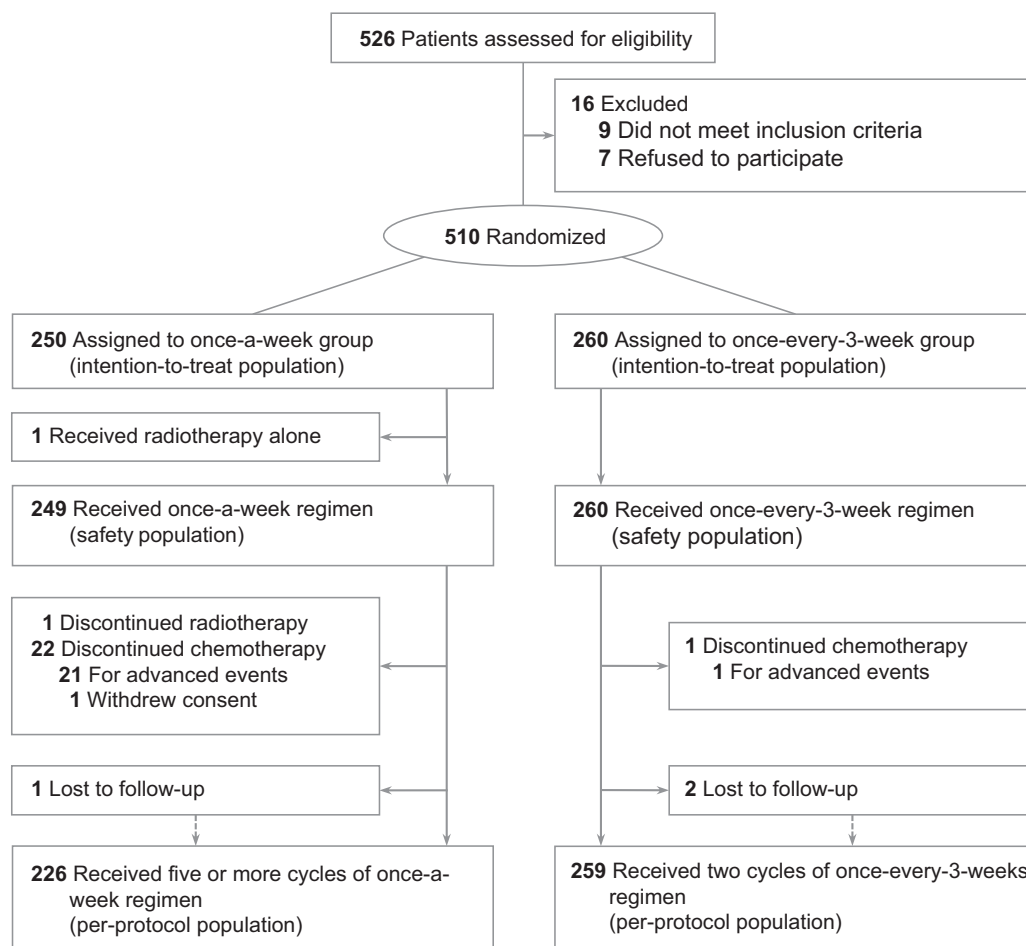 526 Patients assessed for eligibility
16 Excluded
9 Did not meet inclusion criteria
7 Refused to participate
510 Randomized
250 Assigned to once-a-week group
(intention-to-treat population)
260 Assigned to once-every-3-week group
(intention-to-treat population)
1 Received radiotherapy alone
249 Received once-a-week regimen
(safety population)
260 Received once-every-3-week regimen
(safety population)
1 Discontinued radiotherapy
22 Discontinued chemotherapy
21 For advanced events
1 Withdrew consent
1 Discontinued chemotherapy
1 For advanced events
1 Lost to follow-up
2 Lost to follow-up
226 Received five or more cycles of once-a-
week regimen
(per-protocol population)
259 Received two cycles of once-every-3-weeks
regimen
(per-protocol population)